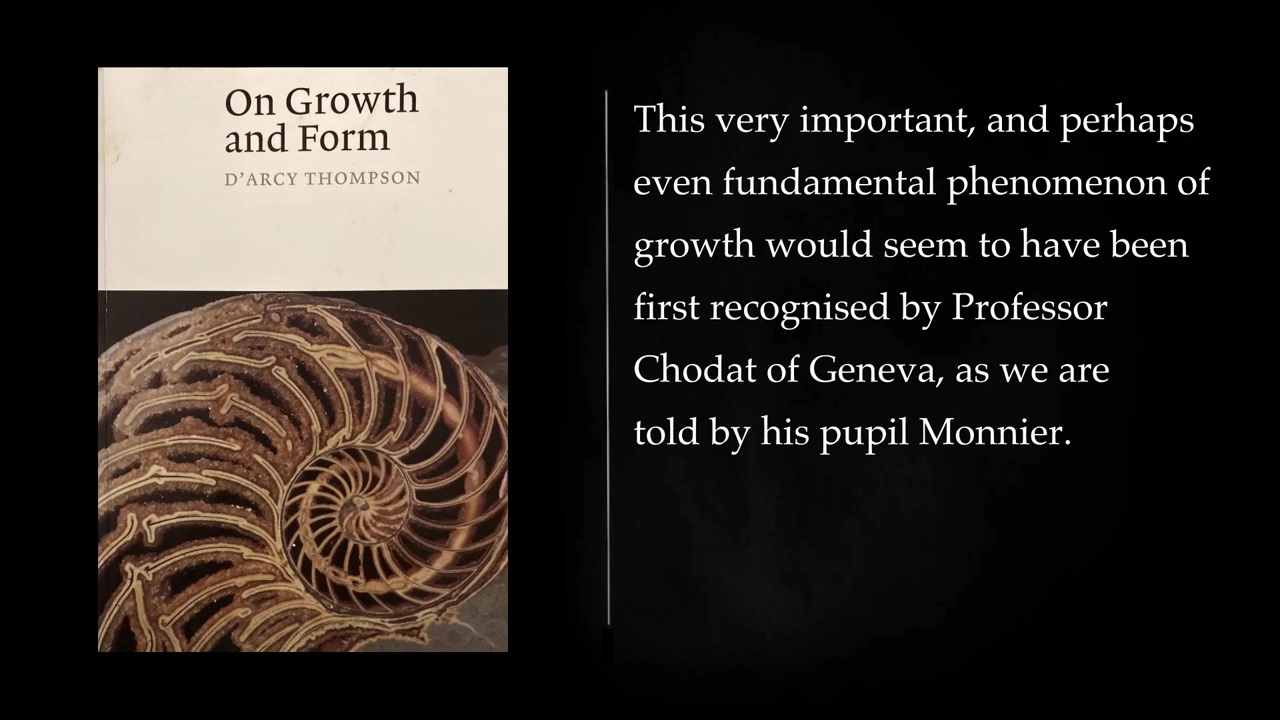 On Growth
and Form
D'ARCY THOMPSON
This very important, and perhaps
even fundamental phenomenon of
growth would seem to have been
first recognised by Professor
Chodat of Geneva, as we are
told by his pupil Monnier.